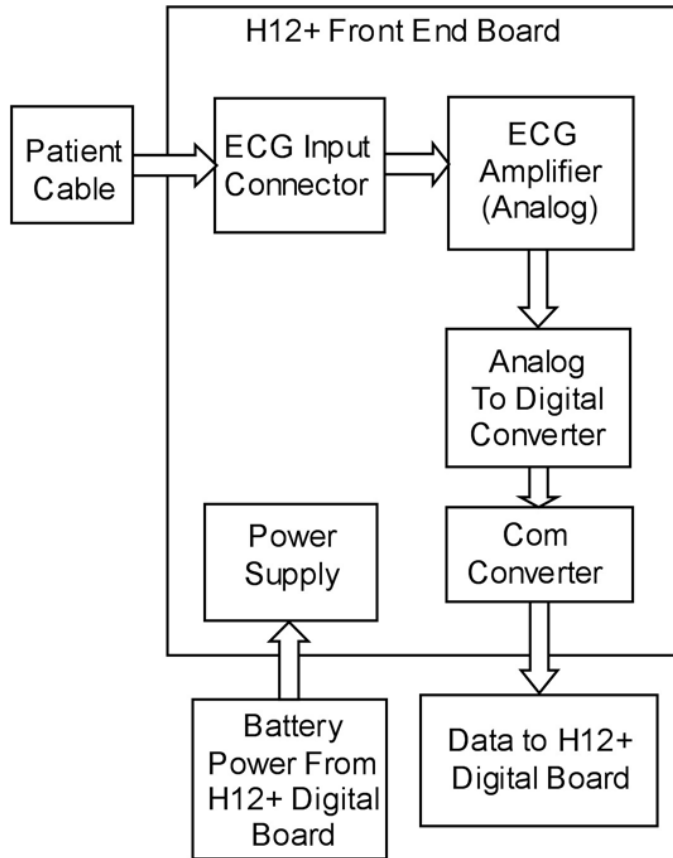 H12+ Front End Board
Patient
Cable
ECG Input
Connector
ECG
Amplifier
(Analog)
Analog
To Digital
Converter
Power
Supply
Com
Converter
Battery
Power From
H12+ Digital
Board
Data to H12+
Digital Board